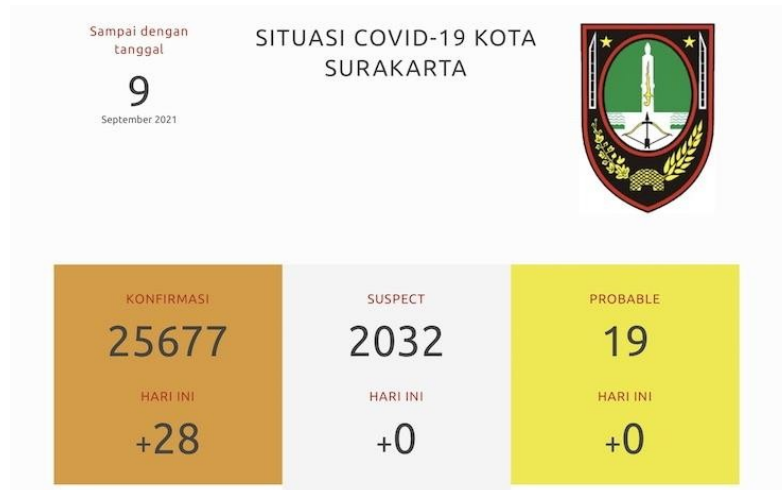 Sampai dengan
tanggal
9
September 2021
SITUASI COVID-19 KOTA
SURAKARTA
KONFIRMASI
25677
HARI INI
+28
SUSPECT
2032
HARI INI
+0
PROBABLE
19
HARI INI
+0